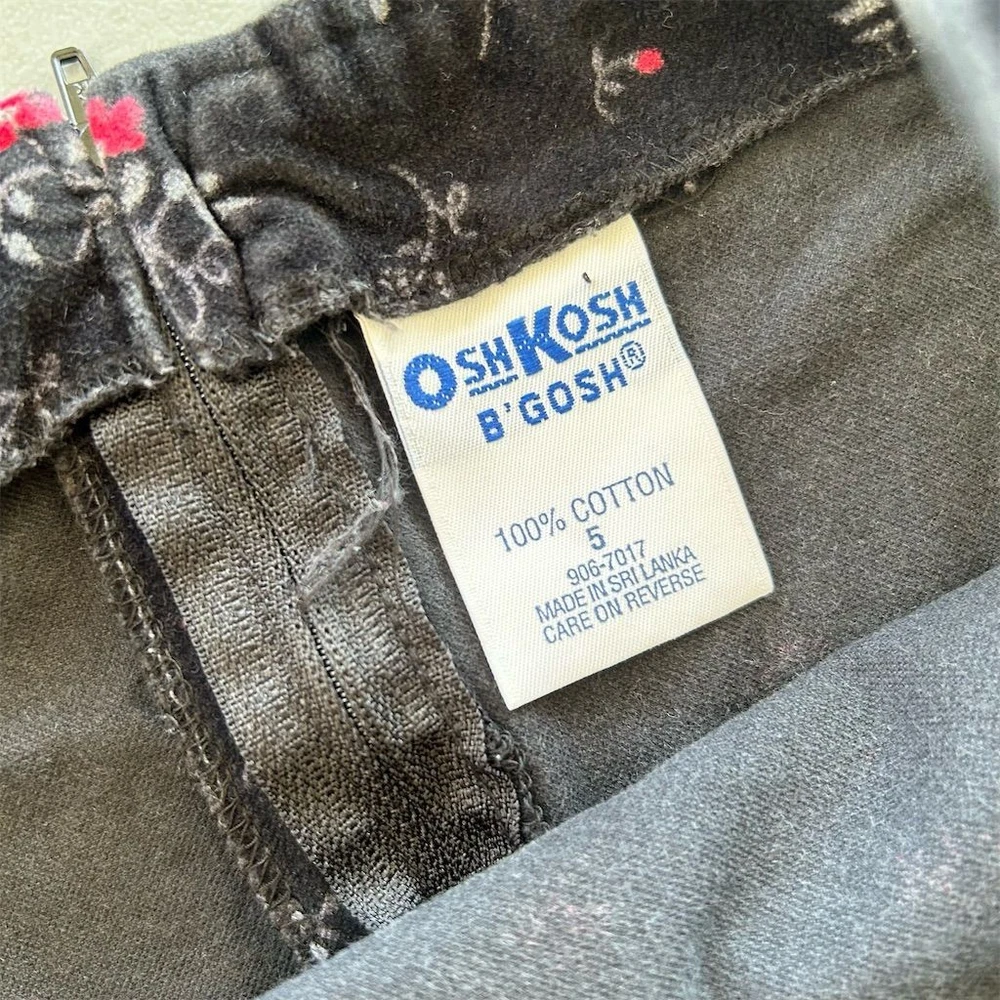 OSHKOSH
B'GOSH®
100% COTTON
5
906-7017
MADE IN SRI LANKA
CARE ON REVERSE